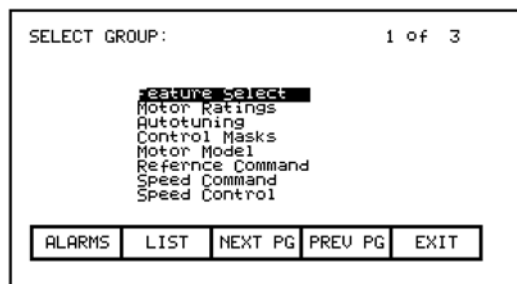 SELECT GROUP: 1 of 3
Feature Select
Motor Ratings
Autotuning
Control Masks
Motor Model
Refernce Command
Speed Command
Speed Control
ALARMS LIST NEXT PG PREV PG EXIT